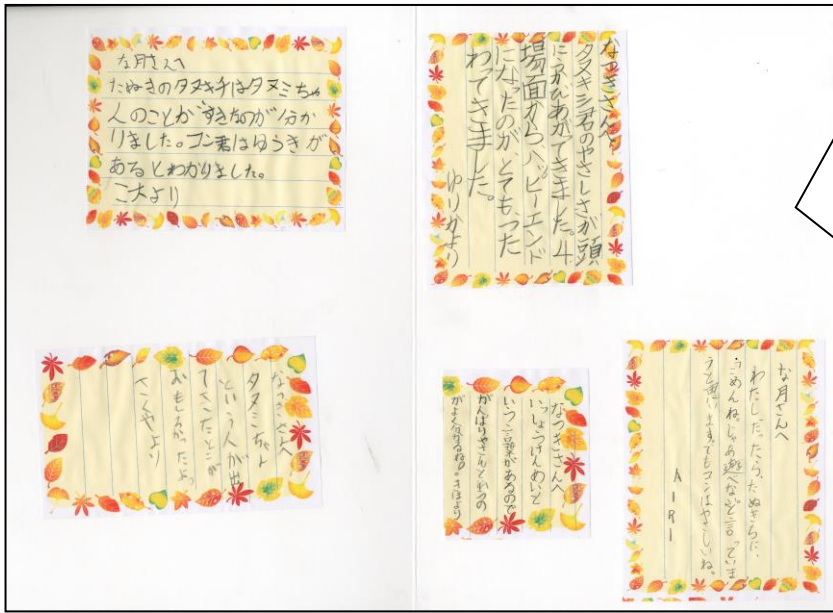 な月さんへ
たぬきのタヌキチはタヌミちゃ
んのことがすきなのが分か
りました。コン君はゆうきが
あるとわかりました。
こ大より
なつきさんへ
タヌキシ君のやさしさが頭
にうかびあがてきました。4
場面からハッピーエンド
になったのがとてもつた
わってきました。
ゆりかより
なつきさんへ
タヌミちゃん
という人が出
てきたとこが
おもしろかったよ。
さくやより
なつきさんへ
いっしょうけんめいと
いう言葉があるので
がんばりやさんと
がよく分かるね。さほより
な月さんへ
わたしだったら、たぬきちに、
ごめんね。じゃあ遊べなど言っていま
うと思います。でもコンはやさしいね。
AIRI